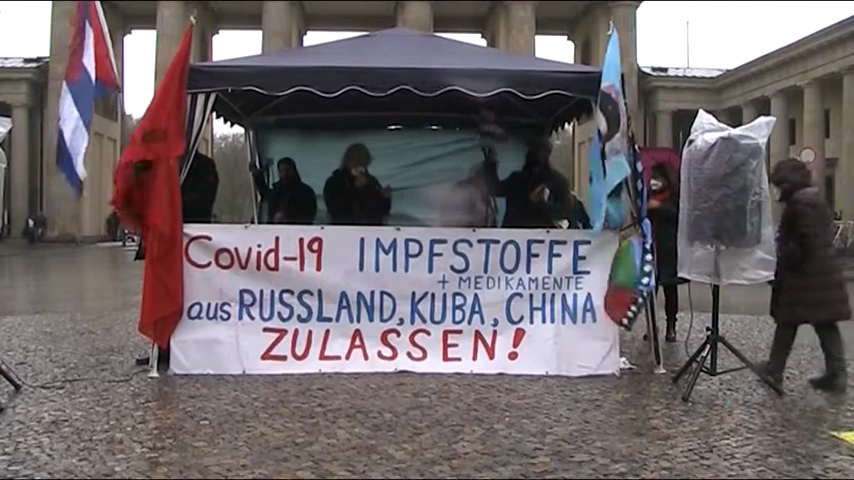 Covid-19 IMPFSTOFFE
+ MEDIKAMENTE
aus RUSSLAND, KUBA, CHINA
ZULASSEN!